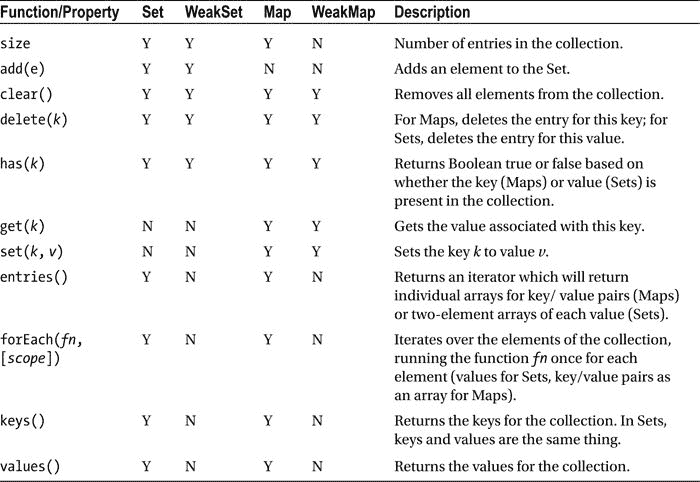 Function/Property Set WeakSet Map WeakMap Description
size Y Y Y N Number of entries in the collection.
add(e) Y Y N N Adds an element to the Set.
clear() Y Y Y Y Removes all elements from the collection.
delete(k) Y Y Y Y For Maps, deletes the entry for this key; for
Sets, deletes the entry for this value.
has(k) Y Y Y Y Returns Boolean true or false based on
whether the key (Maps) or value (Sets) is
present in the collection.
get(k) N N Y Y Gets the value associated with this key.
set(k, v) N N Y Y Sets the key k to value v.
entries() Y N Y N Returns an iterator which will return
individual arrays for key/ value pairs (Maps)
or two-element arrays of each value (Sets).
forEach(fn, Y N Y N Iterates over the elements of the collection,
[scope]) running the function fn once for each
element (values for Sets, key/value pairs as
an array for Maps).
keys() Y N Y N Returns the keys for the collection. In Sets,
keys and values are the same thing.
values() Y N Y N Returns the values for the collection.